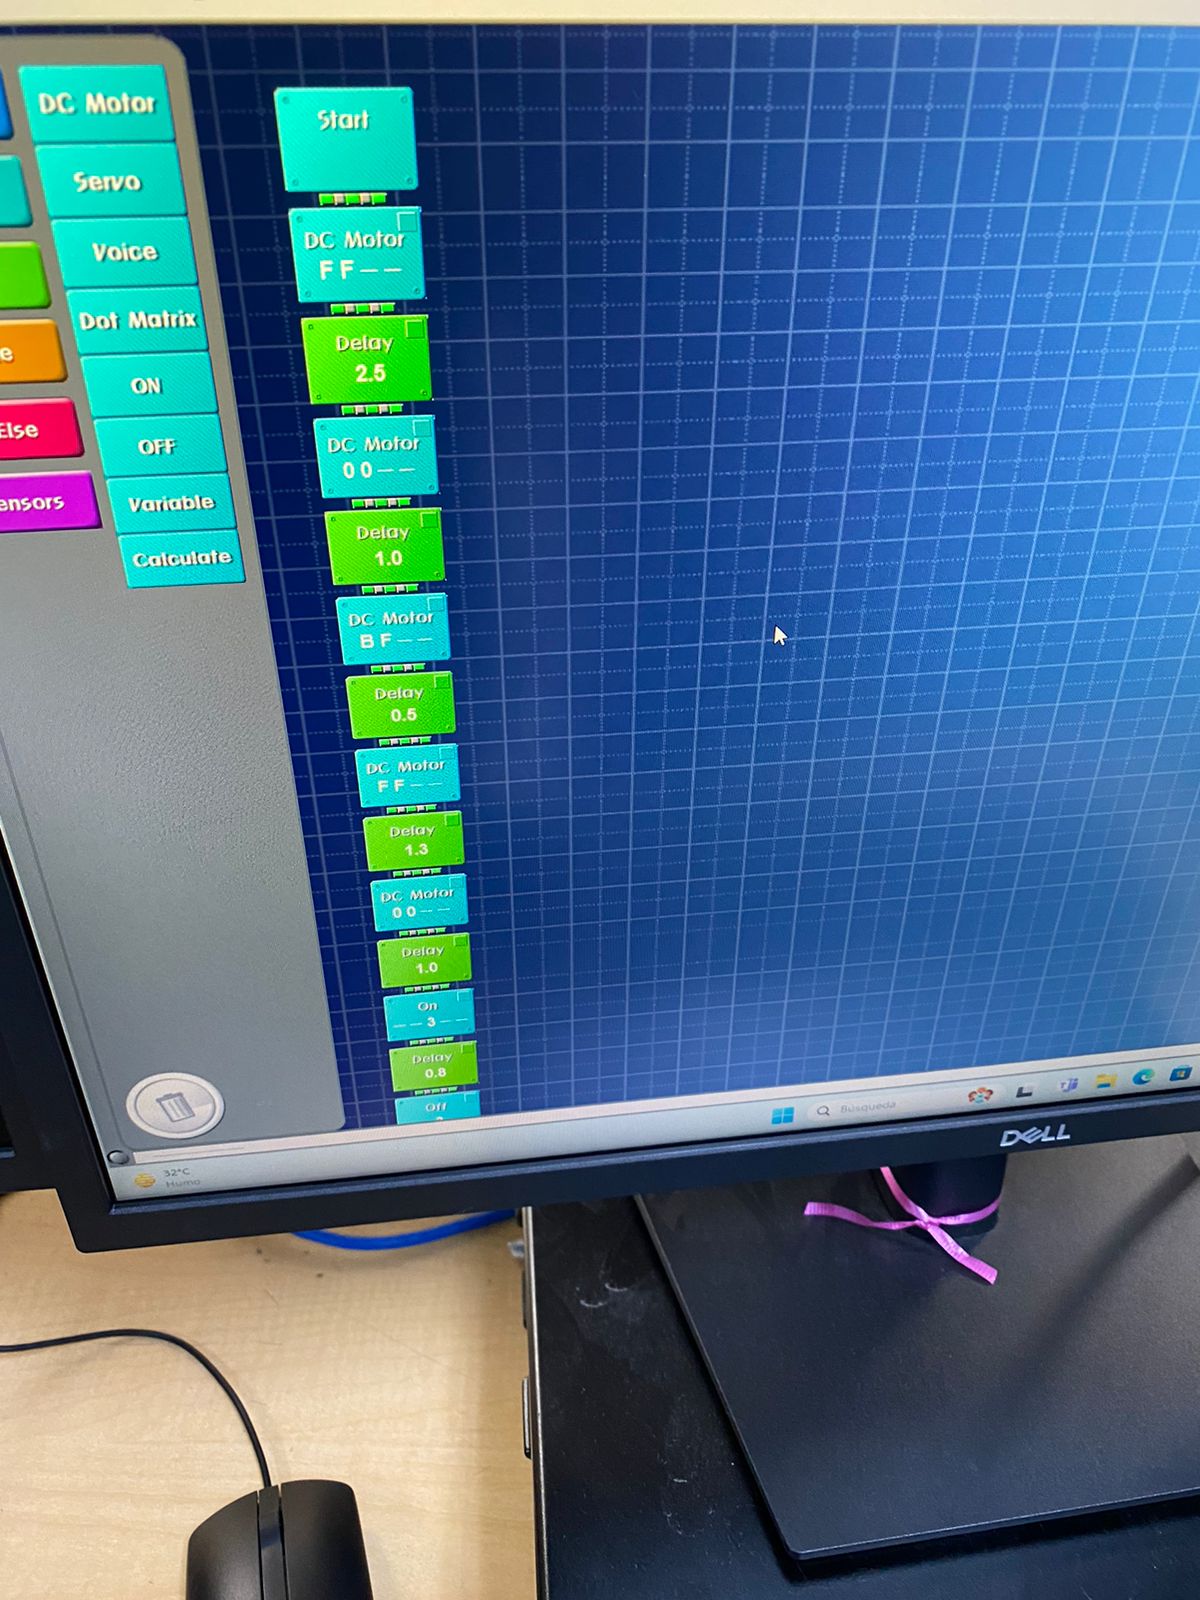 DC Motor
Servo
Voice
Dot Matrix
ON
OFF
Variable
Calculate
e
Else
ensors
Start
DC Motor
F F – –
Delay
2.5
DC Motor
0 0 – –
Delay
1.0
DC Motor
B F – –
Delay
0.5
DC Motor
F F – –
Delay
1.3
DC Motor
0 0 – –
Delay
1.0
On
– – 3 – –
Delay
0.8
Off
32°C
Humo
Búsqueda
DELL